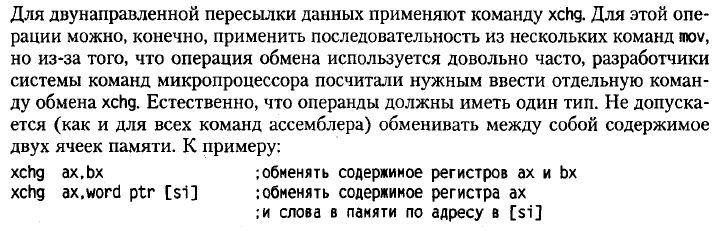 Для двунаправленной пересылки данных применяют команду xchg. Для этой опе-
рации можно, конечно, применить последовательность из нескольких команд mov,
но из-за того, что операция обмена используется довольно часто, разработчики
системы команд микропроцессора посчитали нужным ввести отдельную коман-
ду обмена xchg. Естественно, что операнды должны иметь один тип. Не допуска-
ется (как и для всех команд ассемблера) обменивать между собой содержимое
двух ячеек памяти. К примеру:
xchg ax,bx ;обменять содержимое регистров ax и bx
xchg ax,word ptr [si] ;обменять содержимое регистра ax
;и слова в памяти по адресу в [si]